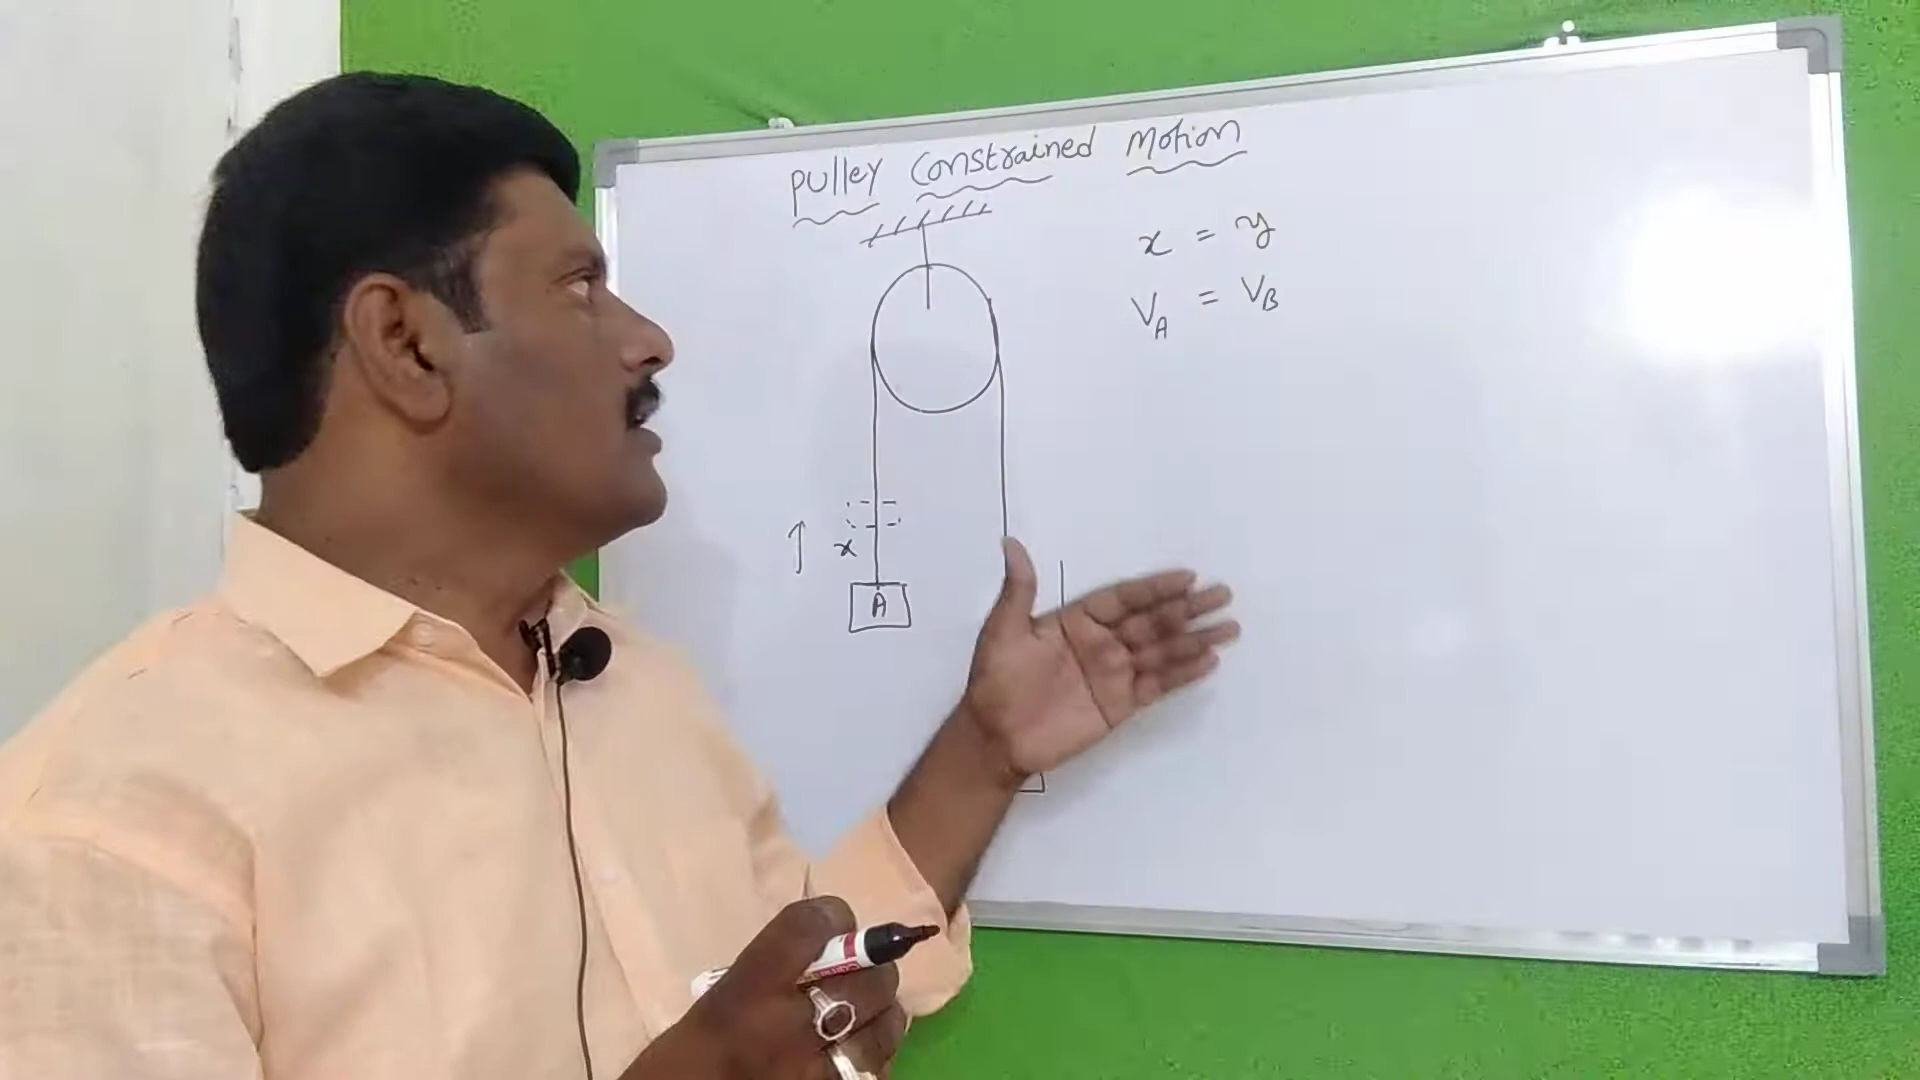 Pulley Constrained Motion
x = y
V_A = V_B
x
A